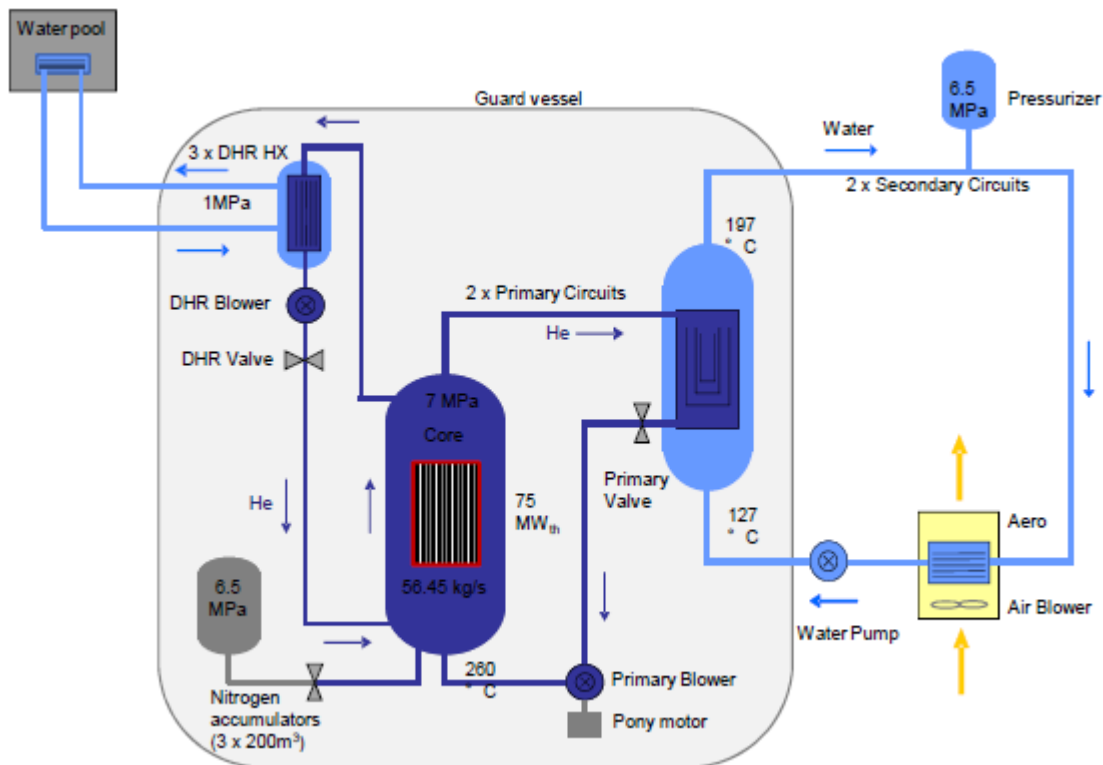 Water pool
Guard vessel
6.5
MPa
Pressurizer
Water
3 x DHR HX
2 x Secondary Circuits
1MPa
197
° C
DHR Blower
2 x Primary Circuits
He
DHR Valve
7 MPa
Core
Primary
Valve
He
75
MWth
127
° C
Aero
6.5
MPa
56.45 kg/s
Air Blower
Water Pump
260
° C
Primary Blower
Nitrogen
accumulators
(3 x 200m³)
Pony motor